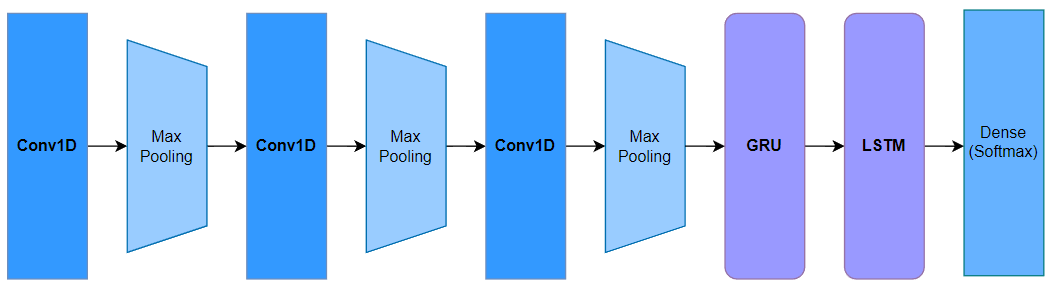 Conv1D
Max
Pooling
Conv1D
Max
Pooling
Conv1D
Max
Pooling
GRU
LSTM
Dense
(Softmax)